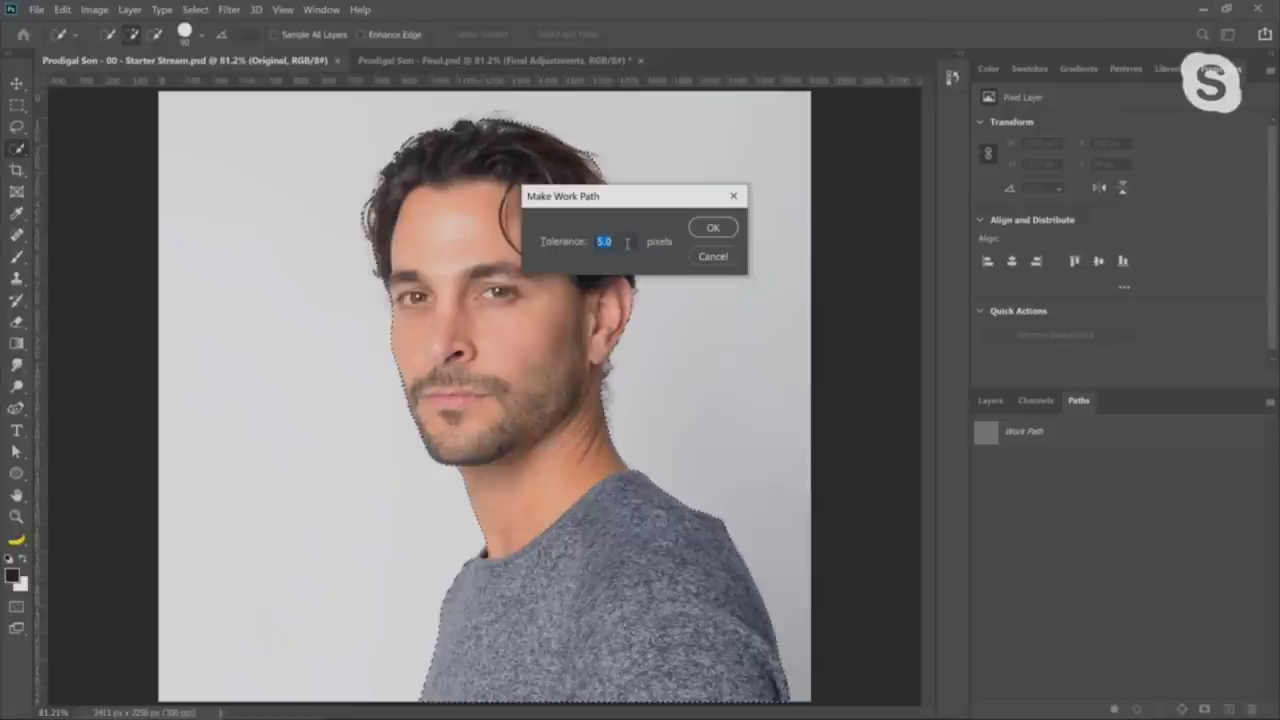 Ps File Edit Image Layer Type Select Filter 3D View Window Help
Sample All Layers Enhance Edge
Prodigal Son - 00 - Starter Stream.psd @ 81.2% (Original, RGB/8#) × Prodigal Son - Final.psd @ 81.2% (Final Adjustments, RGB/8#) * ×
Color Swatches Gradients Patterns
S
Pixel Layer
Transform
Make Work Path
Tolerance: 5.0 pixels
OK
Cancel
Align and Distribute
Align:
Quick Actions
Layers Channels Paths
Work Path
81.21%